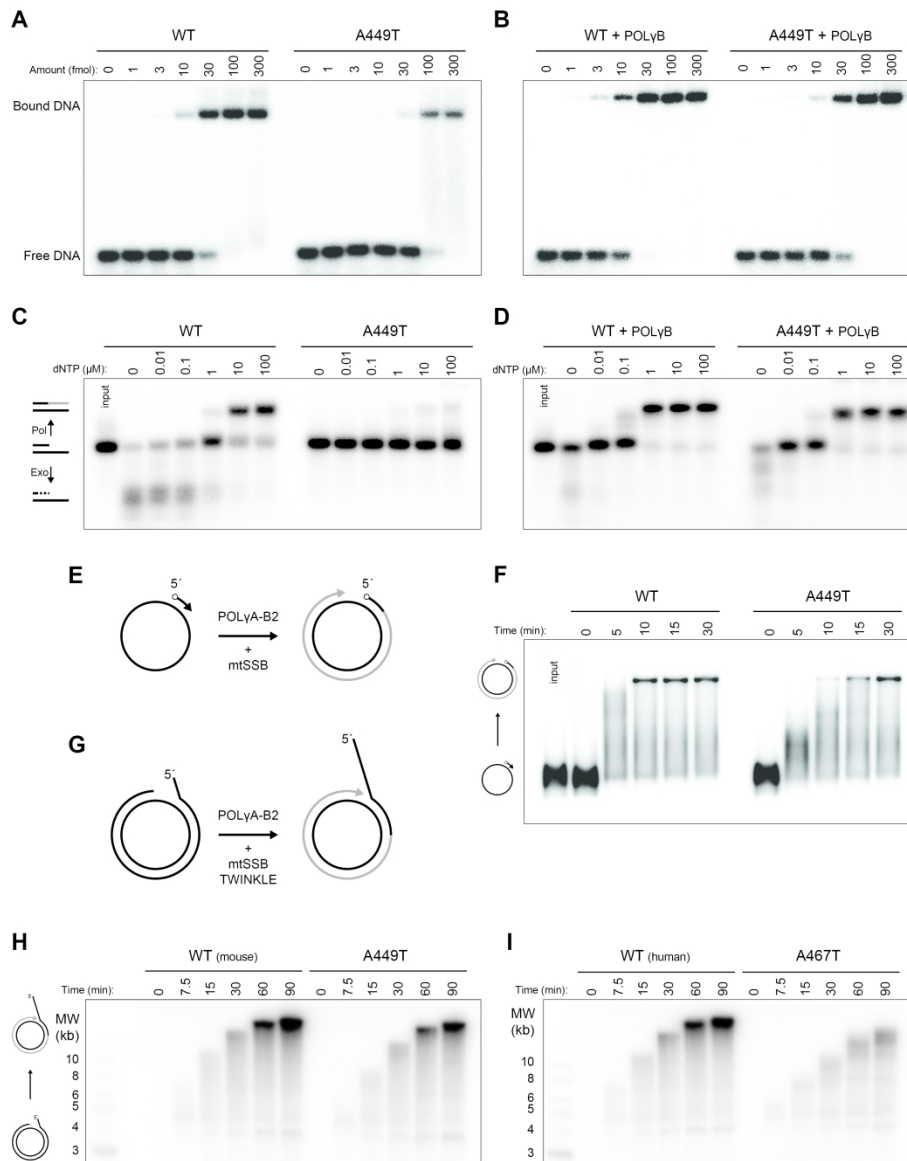 A
B
WT A449T
WT + POLγB A449T + POLγB
Amount (fmol): 0 1 3 10 30 100 300 0 1 3 10 30 100 300
0 1 3 10 30 100 300 0 1 3 10 30 100 300
Bound DNA
Free DNA
C
D
WT A449T
WT + POLγB A449T + POLγB
dNTP (μM): input 0 0.01 0.1 1 10 100 0 0.01 0.1 1 10 100
dNTP (μM): input 0 0.01 0.1 1 10 100 0 0.01 0.1 1 10 100
Pol
Exo
E
5´
POLγA-B2
+
mtSSB
5´
F
WT A449T
Time (min): input 0 5 10 15 30 0 5 10 15 30
G
5´
POLγA-B2
+
mtSSB
TWINKLE
5´
H
WT (mouse) A449T
Time (min): 0 7.5 15 30 60 90 0 7.5 15 30 60 90
5´
MW
(kb)
10
8
6
5
4
3
5´
I
WT (human) A467T
Time (min): 0 7.5 15 30 60 90 0 7.5 15 30 60 90
MW
(kb)
10
8
6
5
4
3